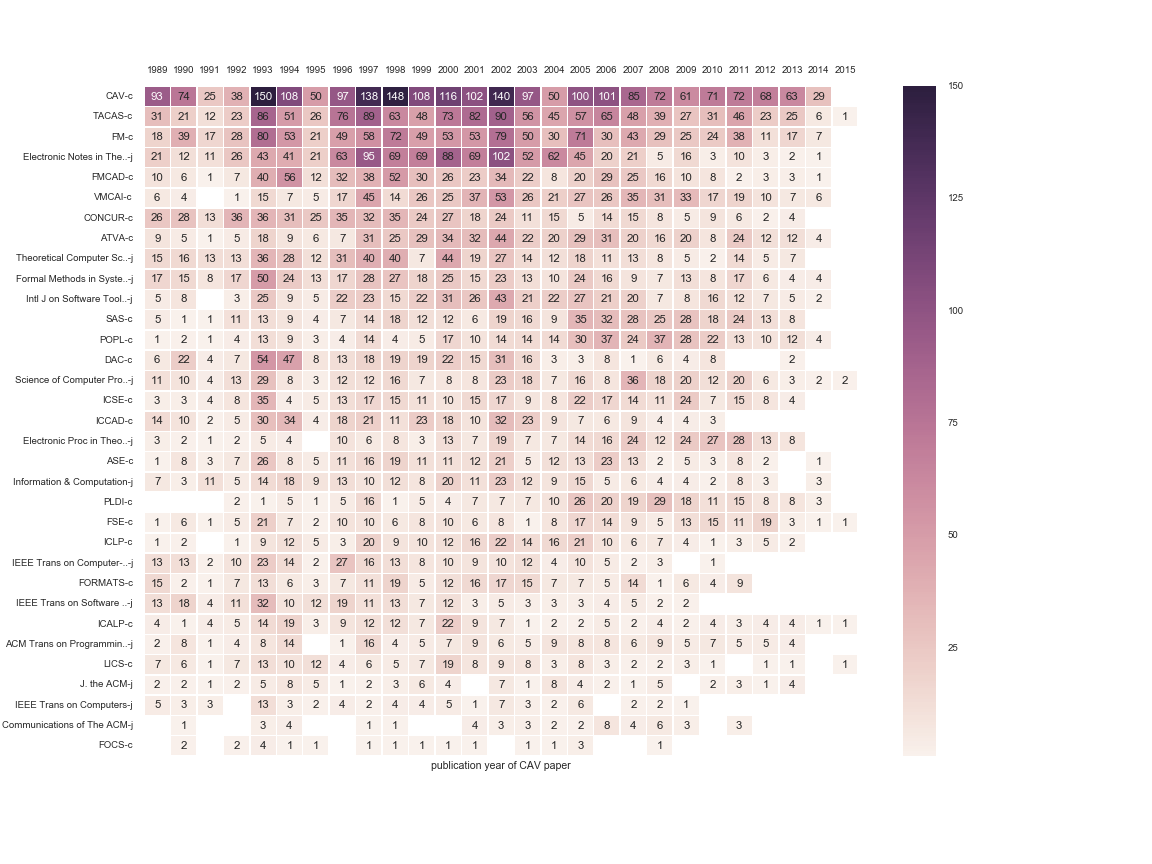 1989 1990 1991 1992 1993 1994 1995 1996 1997 1998 1999 2000 2001 2002 2003 2004 2005 2006 2007 2008 2009 2010 2011 2012 2013 2014 2015
CAV-c 93 74 25 38 150 108 50 97 138 148 108 116 102 140 97 50 100 101 85 72 61 71 72 68 63 29
TACAS-c 31 21 12 23 86 51 26 76 89 63 48 73 82 90 56 45 57 65 48 39 27 31 46 23 25 6 1
FM-c 18 39 17 28 80 53 21 49 58 72 49 53 53 79 50 30 71 30 43 29 25 24 38 11 17 7
Electronic Notes in The..-j 21 12 11 26 43 41 21 63 95 69 69 88 69 102 52 62 45 20 21 5 16 3 10 3 2 1
FMCAD-c 10 6 1 7 40 56 12 32 38 52 30 26 23 34 22 8 20 29 25 16 10 8 2 3 3 1
VMCAI-c 6 4 1 15 7 5 17 45 14 26 25 37 53 26 21 27 26 35 31 33 17 19 10 7 6
CONCUR-c 26 28 13 36 36 31 25 35 32 35 24 27 18 24 11 15 5 14 15 8 5 9 6 2 4
ATVA-c 9 5 1 5 18 9 6 7 31 25 29 34 32 44 22 20 29 31 20 16 20 8 24 12 12 4
Theoretical Computer Sc..-j 15 16 13 13 36 28 12 31 40 40 7 44 19 27 14 12 18 11 13 8 5 2 14 5 7
Formal Methods in Syste..-j 17 15 8 17 50 24 13 17 28 27 18 25 15 23 13 10 24 16 9 7 13 8 17 6 4 4
Intl J on Software Tool..-j 5 8 3 25 9 5 22 23 15 22 31 26 43 21 22 27 21 20 7 8 16 12 7 5 2
SAS-c 5 1 1 11 13 9 4 7 14 18 12 12 6 19 16 9 35 32 28 25 28 18 24 13 8
POPL-c 1 2 1 4 13 9 3 4 14 4 5 17 10 14 14 14 30 37 24 37 28 22 13 10 12 4
DAC-c 6 22 4 7 54 47 8 13 18 19 19 22 15 31 16 3 3 8 1 6 4 8 2
Science of Computer Pro..-j 11 10 4 13 29 8 3 12 12 16 7 8 8 23 18 7 16 8 36 18 20 12 20 6 3 2 2
ICSE-c 3 3 4 8 35 4 5 13 17 15 11 10 15 17 9 8 22 17 14 11 24 7 15 8 4
ICCAD-c 14 10 2 5 30 34 4 18 21 11 23 18 10 32 23 9 7 6 9 4 4 3
Electronic Proc in Theo..-j 3 2 1 2 5 4 10 6 8 3 13 7 19 7 7 14 16 24 12 24 27 28 13 8
ASE-c 1 8 3 7 26 8 5 11 16 19 11 11 12 21 5 12 13 23 13 2 5 3 8 2 1
Information & Computation-j 7 3 11 5 14 18 9 13 10 12 8 20 11 23 12 9 15 5 6 4 4 2 8 3 3
PLDI-c 2 1 5 1 5 16 1 5 4 7 7 7 10 26 20 19 29 18 11 15 8 8 3
FSE-c 1 6 1 5 21 7 2 10 10 6 8 10 6 8 1 8 17 14 9 5 13 15 11 19 3 1 1
ICLP-c 1 2 1 9 12 5 3 20 9 10 12 16 22 14 16 21 10 6 7 4 1 3 5 2
IEEE Trans on Computer-..-j 13 13 2 10 23 14 2 27 16 13 8 10 9 10 12 4 10 5 2 3 1
FORMATS-c 15 2 1 7 13 6 3 7 11 19 5 12 16 17 15 7 7 5 14 1 6 4 9
IEEE Trans on Software ..-j 13 18 4 11 32 10 12 19 11 13 7 12 3 5 3 3 3 4 5 2 2
ICALP-c 4 1 4 5 14 19 3 9 12 12 7 22 9 7 1 2 2 5 2 4 2 4 3 4 4 1 1
ACM Trans on Programmin..-j 2 8 1 4 8 14 1 16 4 5 7 9 6 5 9 8 8 6 9 5 7 5 5 4
LICS-c 7 6 1 7 13 10 12 4 6 5 7 19 8 9 8 3 8 3 2 2 3 1 1 1 1
J. the ACM-j 2 2 1 2 5 8 5 1 2 3 6 4 7 1 8 4 2 1 5 2 3 1 4
IEEE Trans on Computers-j 5 3 3 13 3 2 4 2 4 4 5 1 7 3 2 6 2 2 1
Communications of The ACM-j 1 3 4 1 1 4 3 3 2 2 8 4 6 3 3
FOCS-c 2 2 4 1 1 1 1 1 1 1 1 1 3 1
publication year of CAV paper
150
125
100
75
50
25